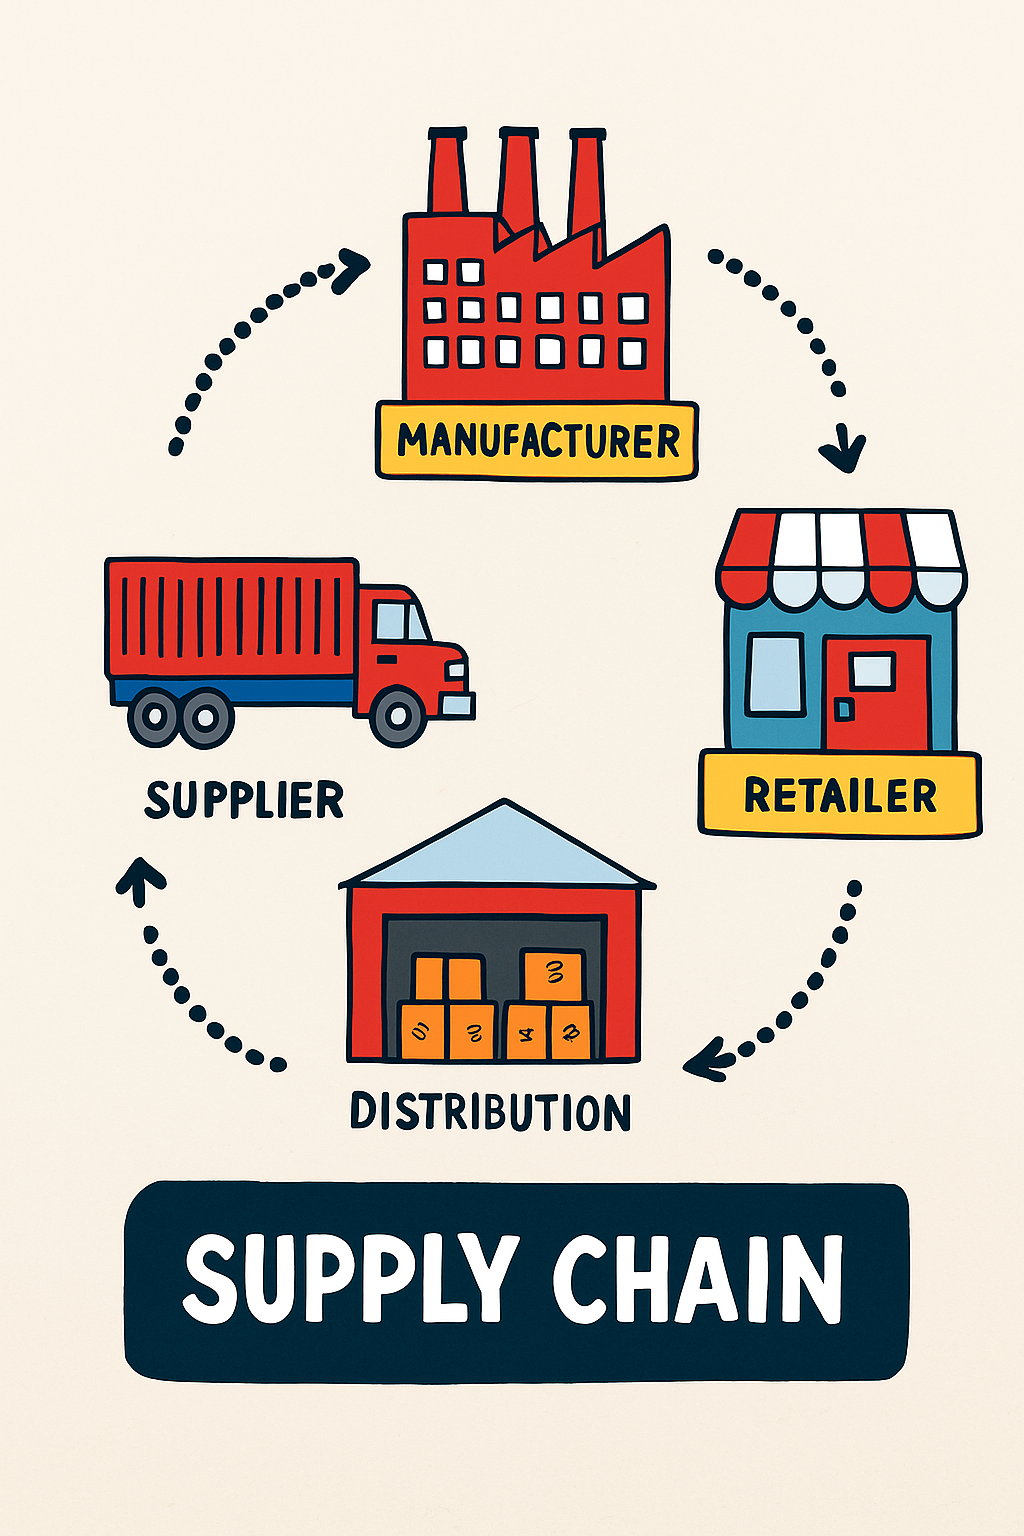 MANUFACTURER
RETAILER
SUPPLIER
DISTRIBUTION
SUPPLY CHAIN